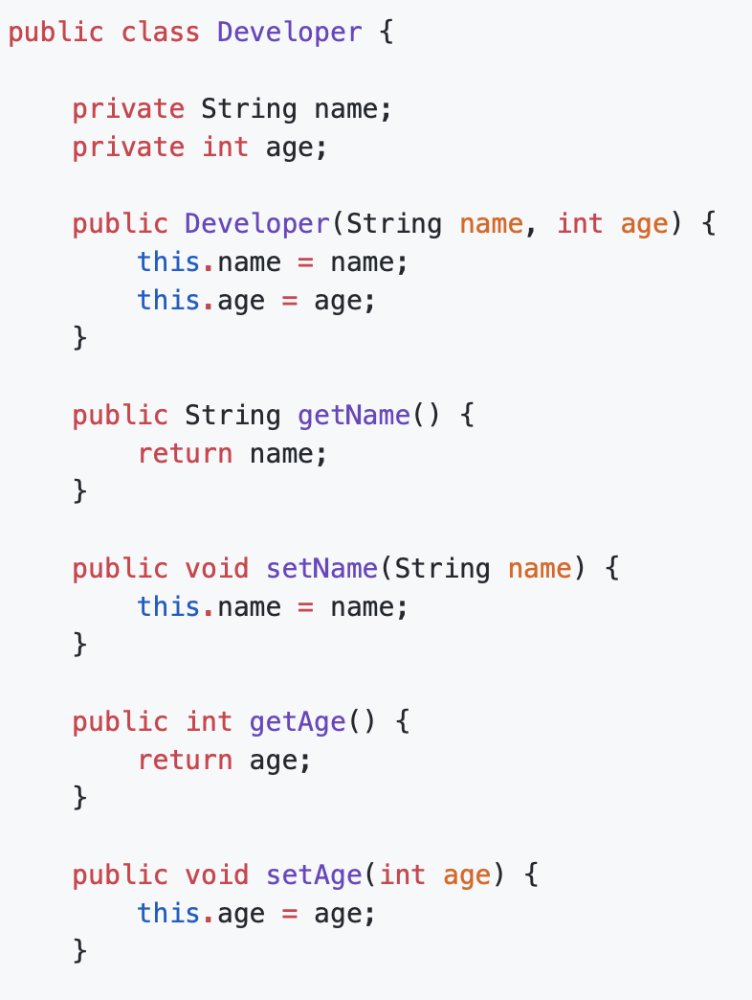 public class Developer {
    private String name;
    private int age;
    public Developer(String name, int age) {
        this.name = name;
        this.age = age;
    }
    public String getName() {
        return name;
    }
    public void setName(String name) {
        this.name = name;
    }
    public int getAge() {
        return age;
    }
    public void setAge(int age) {
        this.age = age;
    }